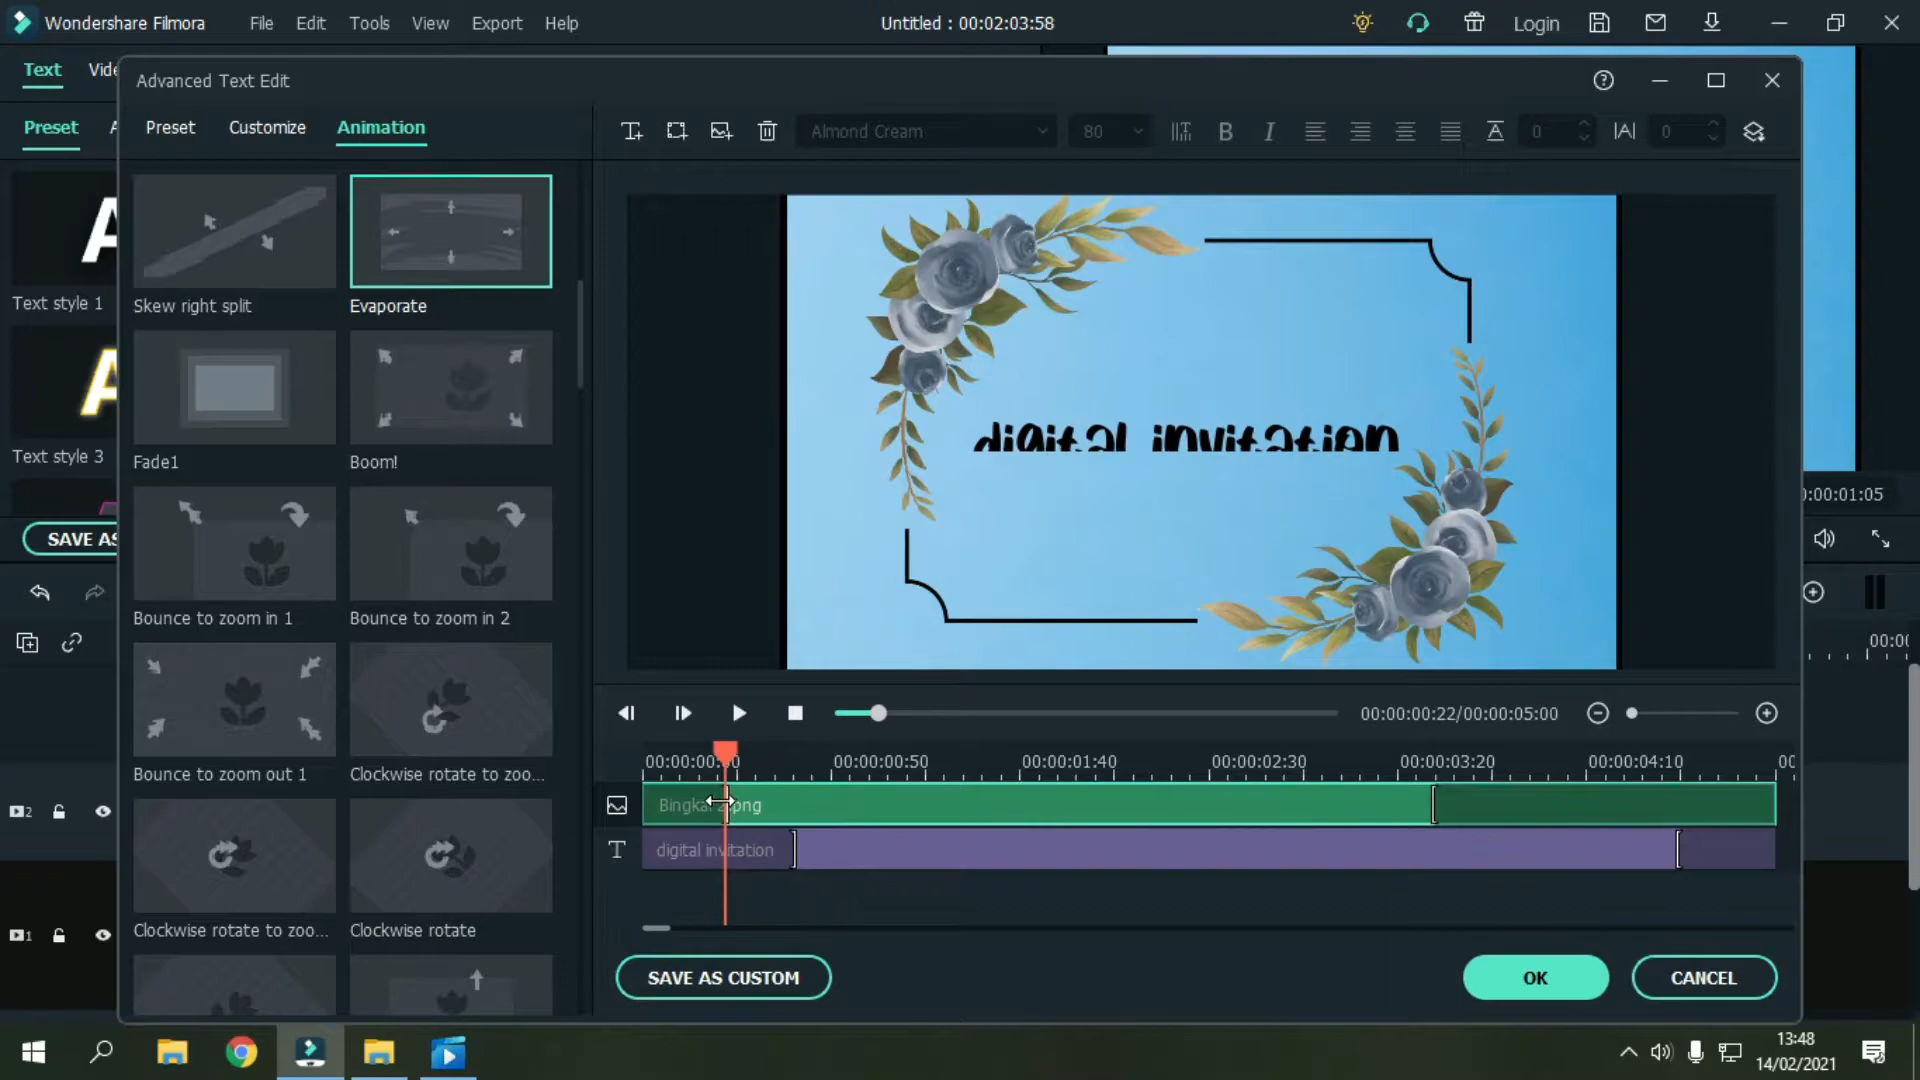 Wondershare Filmora File Edit Tools View Export Help Untitled : 00:02:03:58 Login
Text
Advanced Text Edit
Preset
Preset Customize Animation
Almond Cream 80 B I 0 0
Skew right split Evaporate
Text style 1
Fade1 Boom!
Text style 3
Bounce to zoom in 1 Bounce to zoom in 2
Bounce to zoom out 1 Clockwise rotate to zoo...
Clockwise rotate to zoo... Clockwise rotate
digital invitation
:00:01:05
00:00:00:22/00:00:05:00
00:00:00:50 00:00:01:40 00:00:02:30 00:00:03:20 00:00:04:10
digital invitation
2
1
SAVE AS CUSTOM OK CANCEL
13:48
14/02/2021